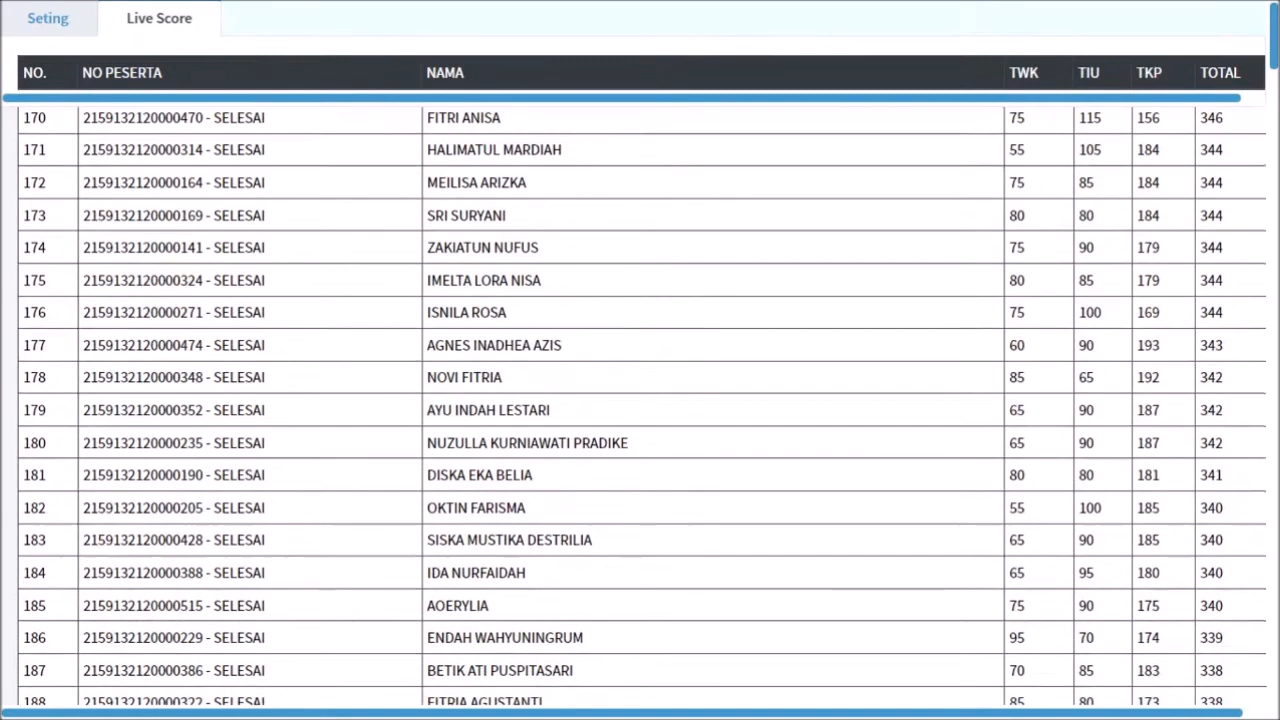 Seting Live Score
NO. NO PESERTA NAMA TWK TIU TKP TOTAL
170 2159132120000470 - SELESAI FITRI ANISA 75 115 156 346
171 2159132120000314 - SELESAI HALIMATUL MARDIAH 55 105 184 344
172 2159132120000164 - SELESAI MEILISA ARIZKA 75 85 184 344
173 2159132120000169 - SELESAI SRI SURYANI 80 80 184 344
174 2159132120000141 - SELESAI ZAKIATUN NUFUS 75 90 179 344
175 2159132120000324 - SELESAI IMELTA LORA NISA 80 85 179 344
176 2159132120000271 - SELESAI ISNILA ROSA 75 100 169 344
177 2159132120000474 - SELESAI AGNES INADHEA AZIS 60 90 193 343
178 2159132120000348 - SELESAI NOVI FITRIA 85 65 192 342
179 2159132120000352 - SELESAI AYU INDAH LESTARI 65 90 187 342
180 2159132120000235 - SELESAI NUZULLA KURNIAWATI PRADIKE 65 90 187 342
181 2159132120000190 - SELESAI DISKA EKA BELIA 80 80 181 341
182 2159132120000205 - SELESAI OKTIN FARISMA 55 100 185 340
183 2159132120000428 - SELESAI SISKA MUSTIKA DESTRILIA 65 90 185 340
184 2159132120000388 - SELESAI IDA NURFAIDAH 65 95 180 340
185 2159132120000515 - SELESAI AOERYLIA 75 90 175 340
186 2159132120000229 - SELESAI ENDAH WAHYUNINGRUM 95 70 174 339
187 2159132120000386 - SELESAI BETIK ATI PUSPITASARI 70 85 183 338
188 2159132120000322 - SELESAI FITRIA AGUSTANTI 85 80 173 338